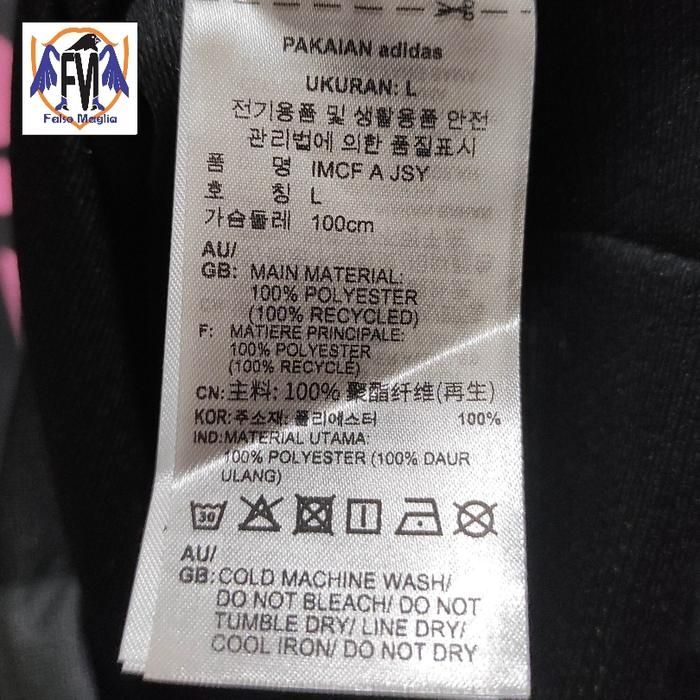 FVI
Falso Maglia
PAKAIAN adidas
UKURAN: L
전기용품 및 생활용품 안전
관리법에 의한 품질표시
품 명 IMCF A JSY
호 칭 L
가슴둘레 100cm
AU/
GB: MAIN MATERIAL:
100% POLYESTER
(100% RECYCLED)
F: MATIERE PRINCIPALE:
100% POLYESTER
(100% RECYCLÉ)
CN: 主料: 100% 聚酯纤维(再生)
KOR: 주소재: 폴리에스터 100%
IND: MATERIAL UTAMA:
100% POLYESTER (100% DAUR
ULANG)
30
AU/
GB: COLD MACHINE WASH/
DO NOT BLEACH/ DO NOT
TUMBLE DRY/ LINE DRY/
COOL IRON/ DO NOT DRY